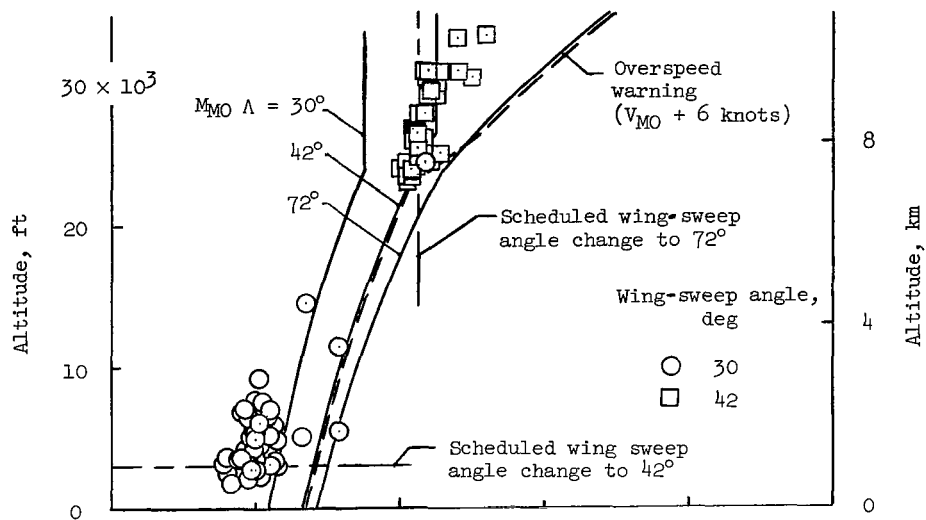 30 × 10³
M_MO Λ = 30°
42°
72°
Overspeed
warning
(V_MO + 6 knots)
8
20
Scheduled wing-sweep
angle change to 72°
Altitude, ft
Altitude, km
Wing-sweep angle,
deg
4
10
30
42
Scheduled wing sweep
angle change to 42°
0
0